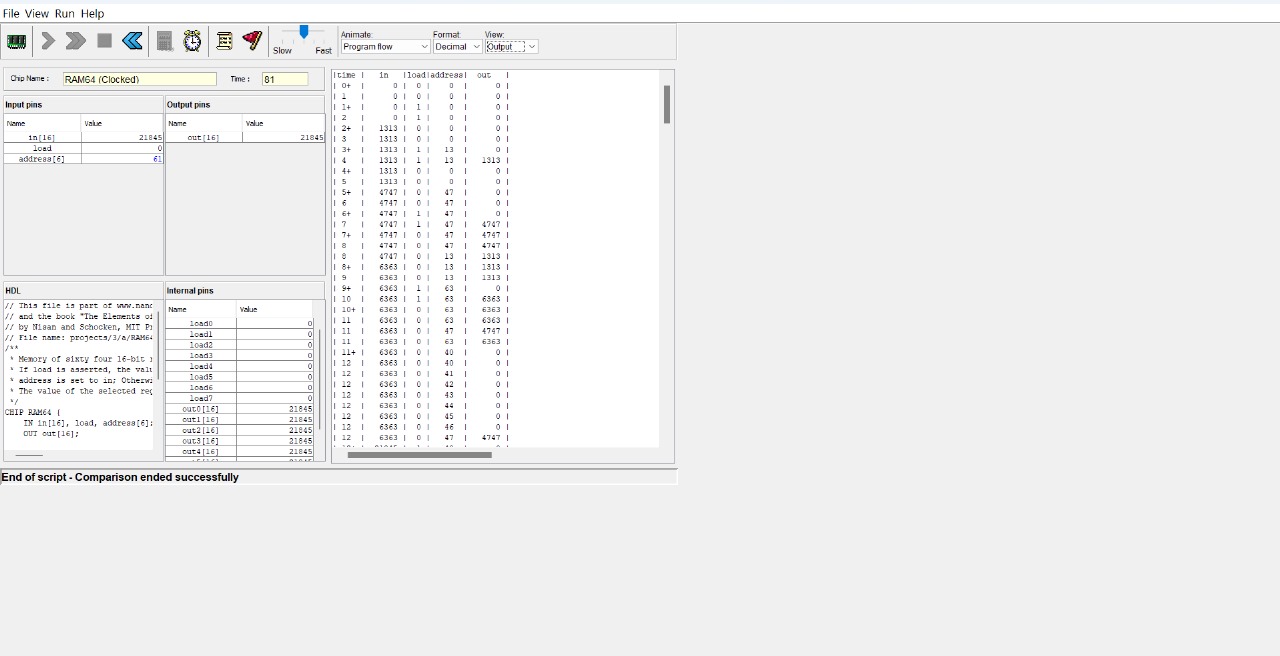 File View Run Help
Slow Fast
Animate:
Program flow
Format:
Decimal
View:
Output
Chip Name : RAM64 (Clocked) Time : 81
Input pins
Name Value
in[16] 21845
load 0
address[6] 61
Output pins
Name Value
out[16] 21845
HDL
// This file is part of www.nand
// and the book "The Elements of
// by Nisan and Schocken, MIT Pr
// File name: projects/3/a/RAM64
/**
* Memory of sixty four 16-bit r
* If load is asserted, the valu
* address is set to in; Otherwi
* The value of the selected reg
*/
CHIP RAM64 {
IN in[16], load, address[6];
OUT out[16];
Internal pins
Name Value
load0 0
load1 0
load2 0
load3 0
load4 0
load5 0
load6 0
load7 0
out0[16] 21845
out1[16] 21845
out2[16] 21845
out3[16] 21845
out4[16] 21845
|time | in |load|address| out |
| 0+ | 0 | 0 | 0 | 0 |
| 1 | 0 | 0 | 0 | 0 |
| 1+ | 0 | 1 | 0 | 0 |
| 2 | 0 | 1 | 0 | 0 |
| 2+ | 1313 | 0 | 0 | 0 |
| 3 | 1313 | 0 | 0 | 0 |
| 3+ | 1313 | 1 | 13 | 0 |
| 4 | 1313 | 1 | 13 | 1313 |
| 4+ | 1313 | 0 | 0 | 0 |
| 5 | 1313 | 0 | 0 | 0 |
| 5+ | 4747 | 0 | 47 | 0 |
| 6 | 4747 | 0 | 47 | 0 |
| 6+ | 4747 | 1 | 47 | 0 |
| 7 | 4747 | 1 | 47 | 4747 |
| 7+ | 4747 | 0 | 47 | 4747 |
| 8 | 4747 | 0 | 47 | 4747 |
| 8 | 4747 | 0 | 13 | 1313 |
| 8+ | 6363 | 0 | 13 | 1313 |
| 9 | 6363 | 0 | 13 | 1313 |
| 9+ | 6363 | 1 | 63 | 0 |
| 10 | 6363 | 1 | 63 | 6363 |
| 10+ | 6363 | 0 | 63 | 6363 |
| 11 | 6363 | 0 | 63 | 6363 |
| 11 | 6363 | 0 | 47 | 4747 |
| 11 | 6363 | 0 | 63 | 6363 |
| 11+ | 6363 | 0 | 40 | 0 |
| 12 | 6363 | 0 | 40 | 0 |
| 12 | 6363 | 0 | 41 | 0 |
| 12 | 6363 | 0 | 42 | 0 |
| 12 | 6363 | 0 | 43 | 0 |
| 12 | 6363 | 0 | 44 | 0 |
| 12 | 6363 | 0 | 45 | 0 |
| 12 | 6363 | 0 | 46 | 0 |
| 12 | 6363 | 0 | 47 | 4747 |
End of script - Comparison ended successfully